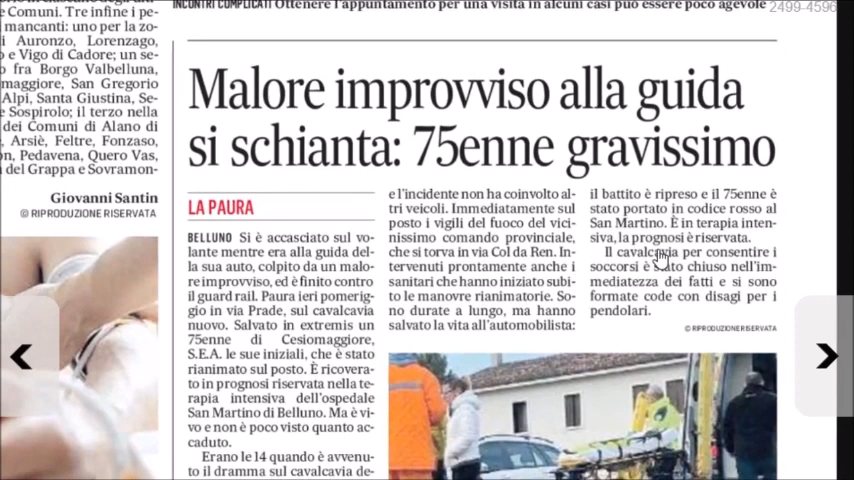 INCONTRI COMPLICATI Ottenere l'appuntamento per una visita in alcuni casi può essere poco agevole
2499-4596
e Comuni. Tre infine i pe-
mancanti: uno per la zo-
i Auronzo, Lorenzago,
o e Vigo di Cadore; un se-
o fra Borgo Valbelluna,
maggiore, San Gregorio
Alpi, Santa Giustina, Se-
e Sospirolo; il terzo nella
dei Comuni di Alano di
, Arsiè, Feltre, Fonzaso,
on, Pedavena, Quero Vas,
a del Grappa e Sovramon-
Giovanni Santin
© RIPRODUZIONE RISERVATA
Malore improvviso alla guida
si schianta: 75enne gravissimo
LA PAURA
BELLUNO Si è accasciato sul vo-
lante mentre era alla guida del-
la sua auto, colpito da un malo-
re improvviso, ed è finito contro
il guard rail. Paura ieri pomerig-
gio in via Prade, sul cavalcavia
nuovo. Salvato in extremis un
75enne di Cesiomaggiore,
S.E.A. le sue iniziali, che è stato
rianimato sul posto. È ricovera-
to in prognosi riservata nella te-
rapia intensiva dell'ospedale
San Martino di Belluno. Ma è vi-
vo e non è poco visto quanto ac-
caduto.
Erano le 14 quando è avvenu-
to il dramma sul cavalcavia de-
e l'incidente non ha coinvolto al-
tri veicoli. Immediatamente sul
posto i vigili del fuoco del vici-
nissimo comando provinciale,
che si torva in via Col da Ren. In-
tervenuti prontamente anche i
sanitari che hanno iniziato subi-
to le manovre rianimatorie. So-
no durate a lungo, ma hanno
salvato la vita all'automobilista:
il battito è ripreso e il 75enne è
stato portato in codice rosso al
San Martino. È in terapia inten-
siva, la prognosi è riservata.
Il cavalcavia per consentire i
soccorsi è stato chiuso nell'im-
mediatezza dei fatti e si sono
formate code con disagi per i
pendolari.
© RIPRODUZIONE RISERVATA